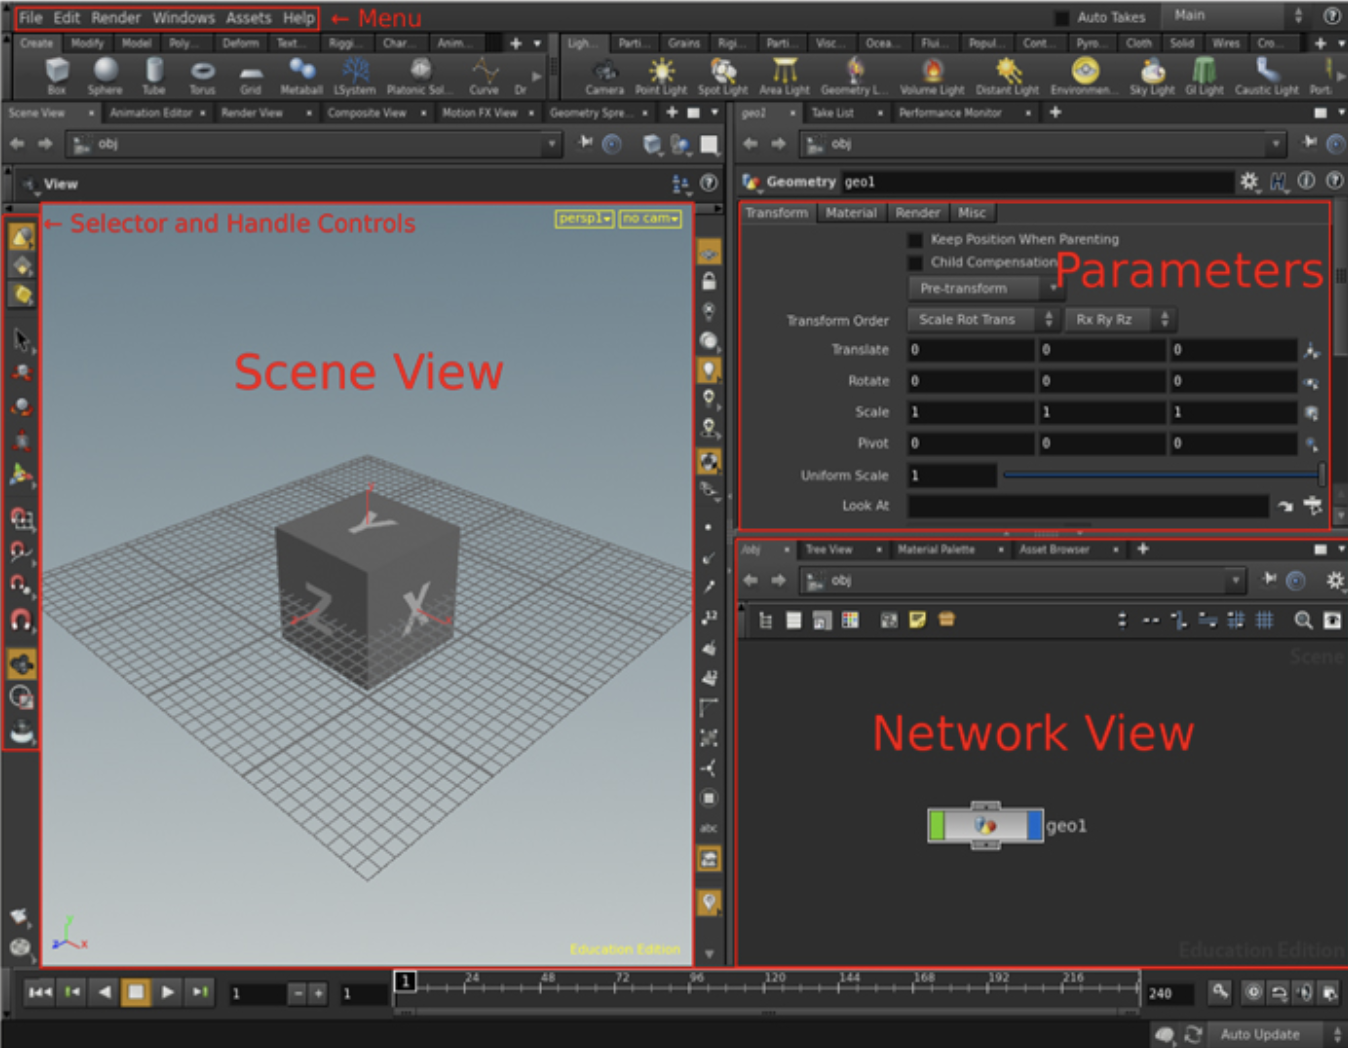 File Edit Render Windows Assets Help ← Menu
Auto Takes Main
Create Modify Model Poly... Deform Text... Riggi... Char... Anim...
Ligh... Parti... Grains Rigi... Parti... Visc... Ocea... Flui... Popul... Cont... Pyro... Cloth Solid Wires Cro...
Box Sphere Tube Torus Grid Metaball LSystem Platonic Sol... Curve Dr
Camera Point Light Spot Light Area Light Geometry L... Volume Light Distant Light Environmen... Sky Light GI Light Caustic Light Port
Scene View Animation Editor Render View Composite View Motion FX View Geometry Spre...
geo1 Take List Performance Monitor
obj
obj
View
Geometry geo1
← Selector and Handle Controls
persp1 no cam
Transform Material Render Misc
Keep Position When Parenting
Child Compensation
Parameters
Pre-transform
Transform Order Scale Rot Trans Rx Ry Rz
Translate 0 0 0
Rotate 0 0 0
Scale 1 1 1
Pivot 0 0 0
Uniform Scale 1
Look At
Scene View
Y
Z X
12
12
abc
y
z x
Education Edition
/obj Tree View Material Palette Asset Browser
obj
Scene
Network View
geo1
Education Edition
1 1
1 24 48 72 96 120 144 168 192 216
240
Auto Update